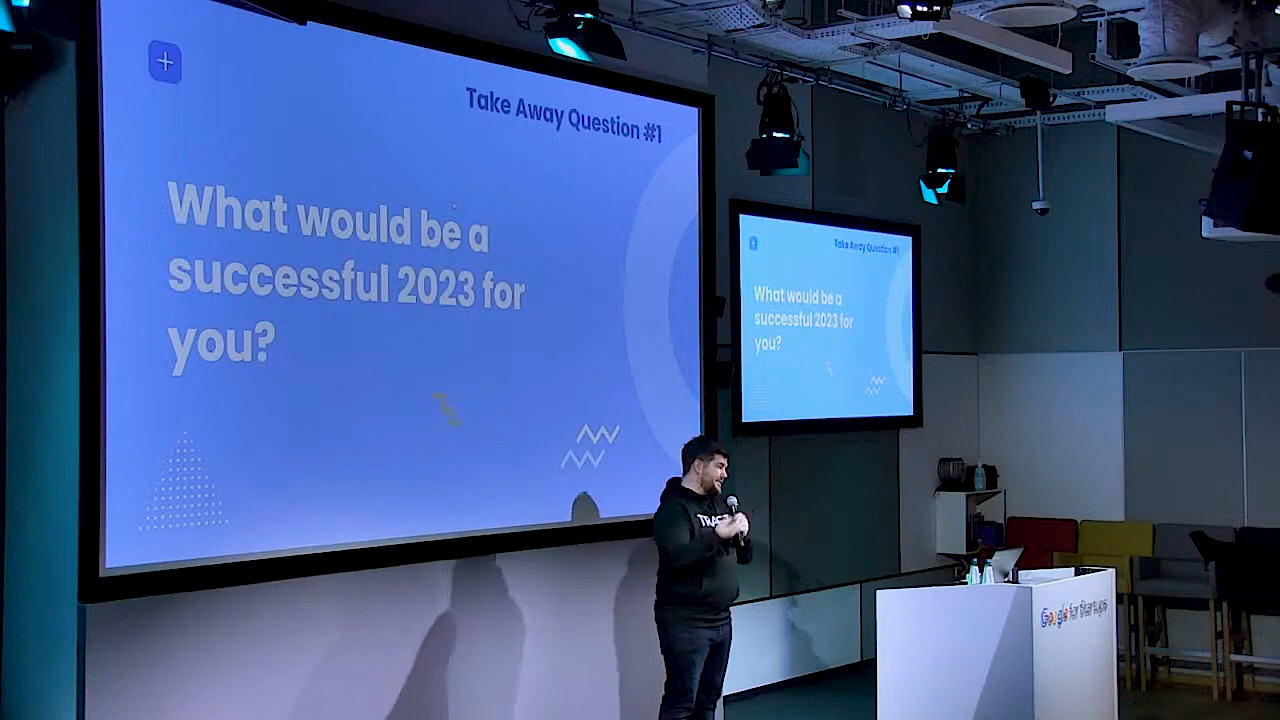 Take Away Question #1
What would be a
successful 2023 for
you?
Take Away Question #1
What would be a
successful 2023 for
you?
Google for Startups